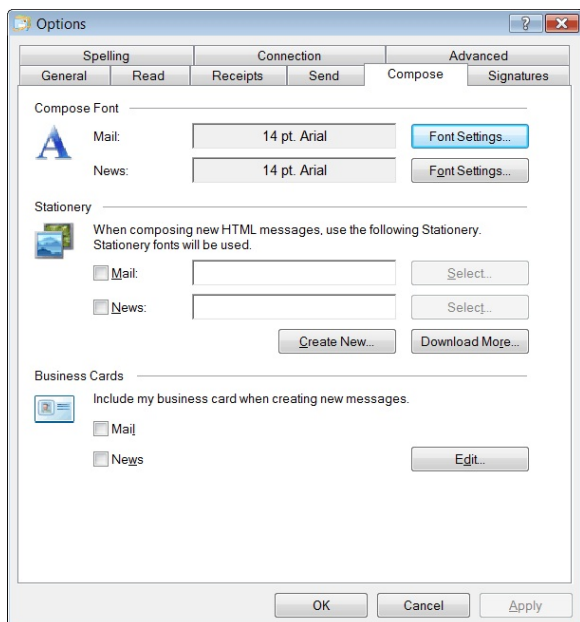 Options
Spelling Connection Advanced
General Read Receipts Send Compose Signatures
Compose Font
Mail: 14 pt. Arial Font Settings...
News: 14 pt. Arial Font Settings...
Stationery
When composing new HTML messages, use the following Stationery.
Stationery fonts will be used.
Mail: Select...
News: Select...
Create New... Download More...
Business Cards
Include my business card when creating new messages.
Mail
News Edit...
OK Cancel Apply